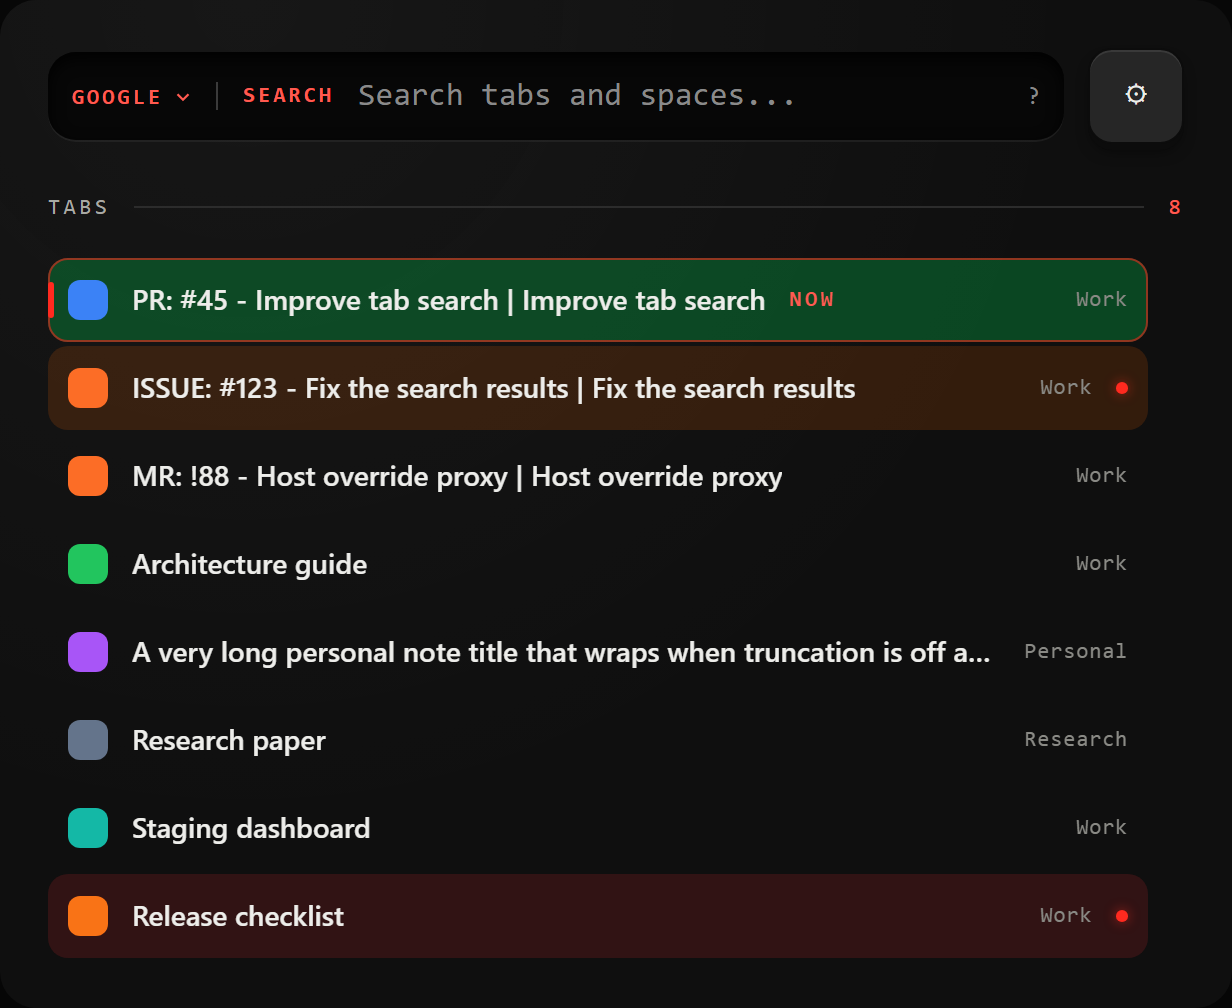 GOOGLE SEARCH Search tabs and spaces... ?
TABS 8
PR: #45 - Improve tab search | Improve tab search NOW Work
ISSUE: #123 - Fix the search results | Fix the search results Work
MR: !88 - Host override proxy | Host override proxy Work
Architecture guide Work
A very long personal note title that wraps when truncation is off a... Personal
Research paper Research
Staging dashboard Work
Release checklist Work